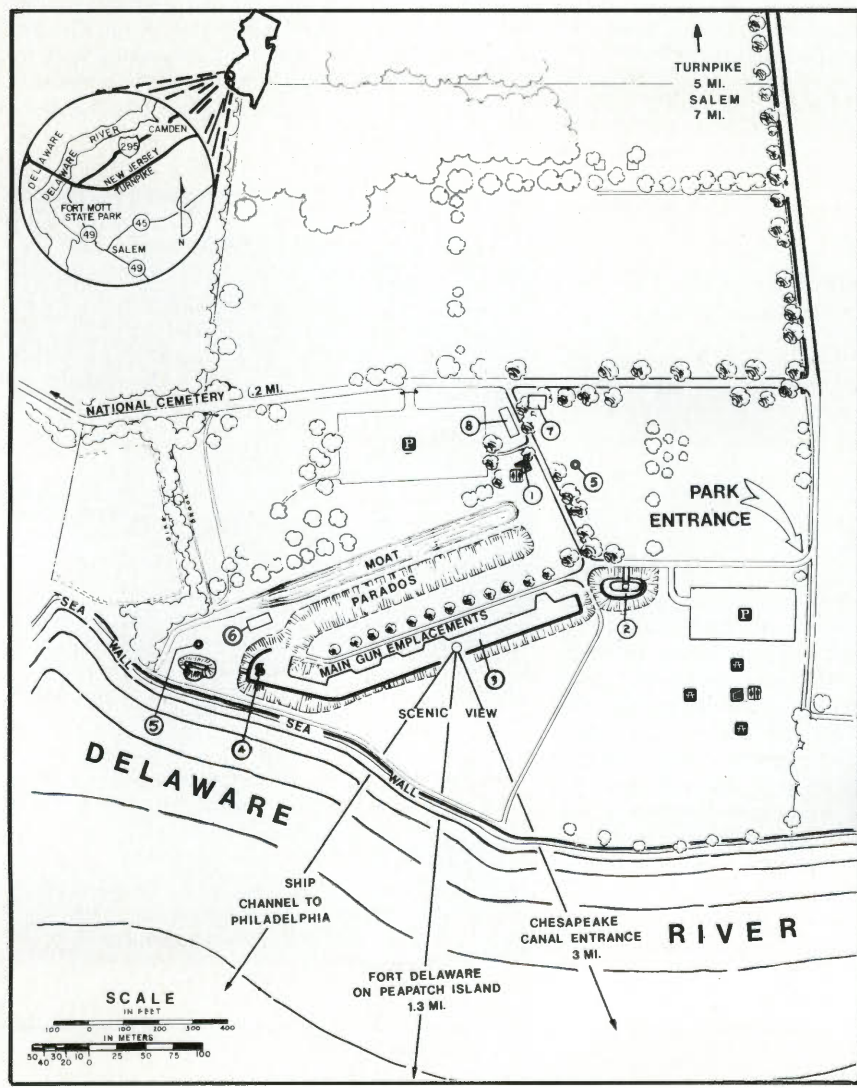 TURNPIKE
5 MI.
SALEM
7 MI.
DELAWARE
DELAWARE RIVER
CAMDEN
295
NEW JERSEY
TURNPIKE
FORT MOTT
STATE PARK
49
45
SALEM
49
N
NATIONAL CEMETERY .2 MI.
P
8
7
1
5
PARK
ENTRANCE
MOAT
PARADOS
MAIN GUN EMPLACEMENTS
6
2
P
3
SEA
WALL
5
4
SEA
WALL
SCENIC VIEW
DELAWARE
RIVER
SHIP
CHANNEL TO
PHILADELPHIA
CHESAPEAKE
CANAL ENTRANCE
3 MI.
FORT DELAWARE
ON PEAPATCH ISLAND
1.3 MI.
SCALE
IN FEET
100 0 100 200 300 400
IN METERS
50 40 30 20 10 0 25 50 75 100